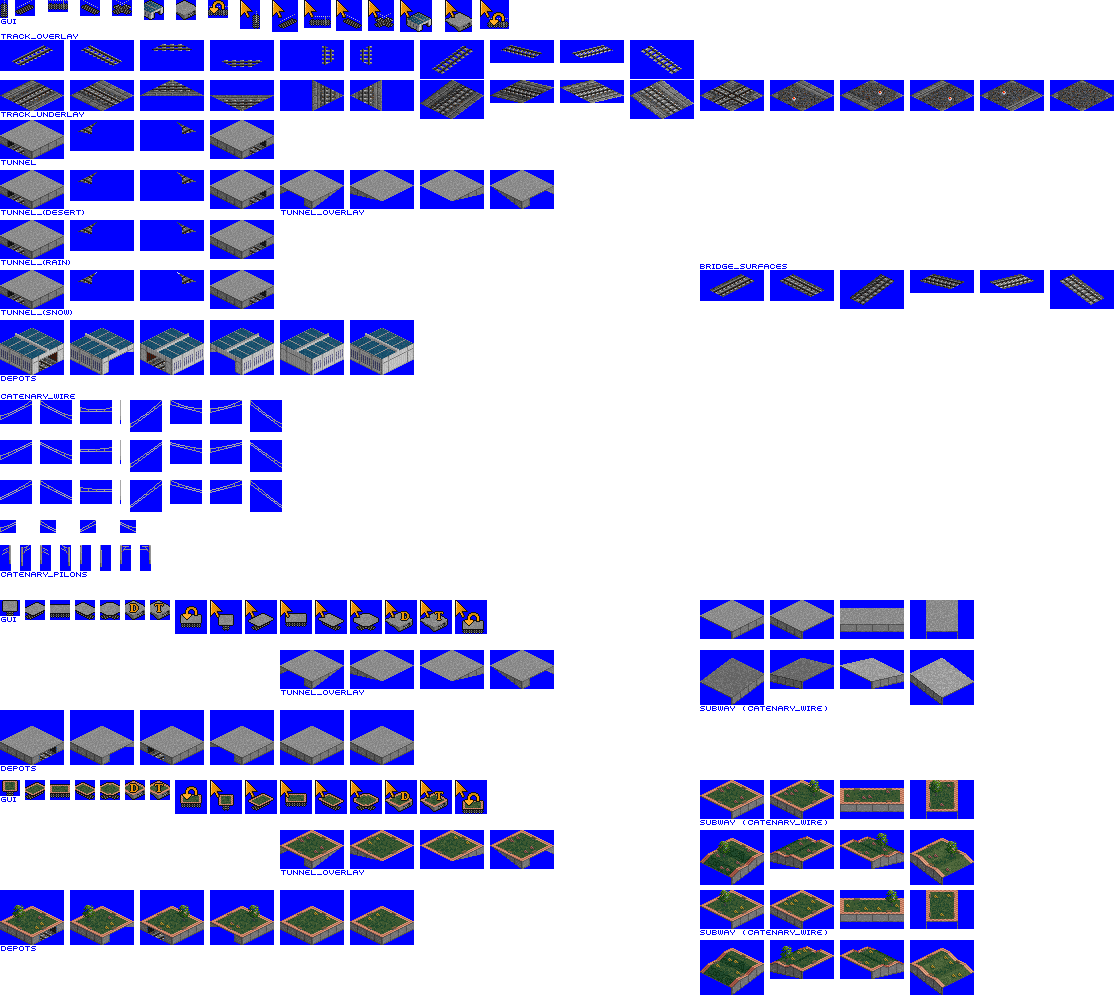 GUI
TRACK_OVERLAY
TRACK_UNDERLAY
TUNNEL
TUNNEL_(DESERT)
TUNNEL_OVERLAY
TUNNEL_(RAIN)
BRIDGE_SURFACES
TUNNEL_(SNOW)
DEPOTS
CATENARY_WIRE
CATENARY_PILONS
D T D T
GUI
TUNNEL_OVERLAY
SUBWAY (CATENARY_WIRE)
DEPOTS
D T D T
GUI
SUBWAY (CATENARY_WIRE)
TUNNEL_OVERLAY
SUBWAY (CATENARY_WIRE)
DEPOTS